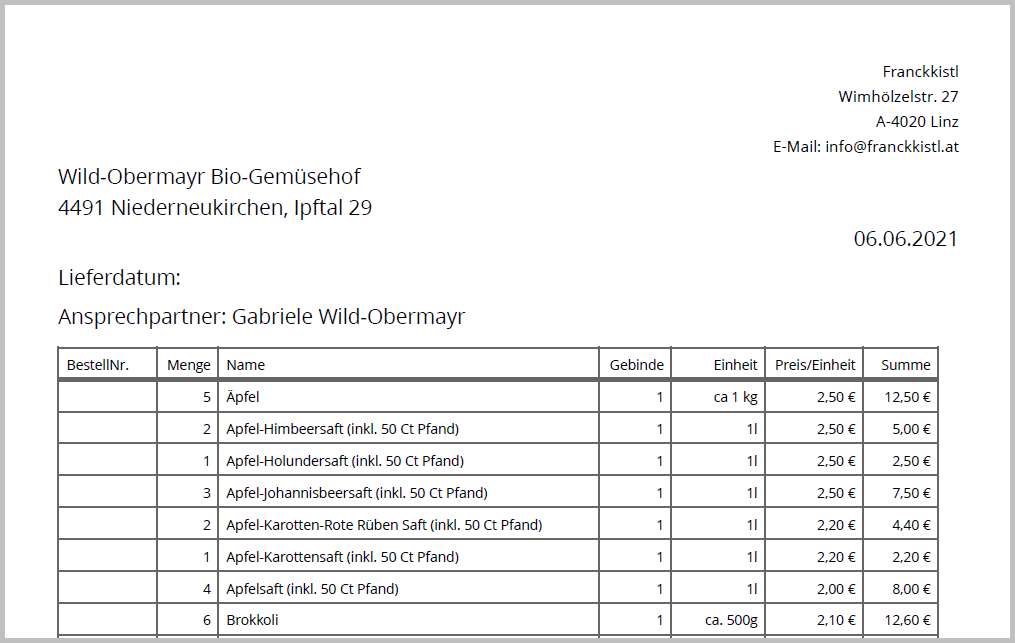 Franckkistl
Wimhölzelstr. 27
A-4020 Linz
E-Mail: info@franckkistl.at
Wild-Obermayr Bio-Gemüsehof
4491 Niederneukirchen, Ipftal 29
06.06.2021
Lieferdatum:
Ansprechpartner: Gabriele Wild-Obermayr
BestellNr. Menge Name Gebinde Einheit Preis/Einheit Summe
5 Äpfel 1 ca 1 kg 2,50 € 12,50 €
2 Apfel-Himbeersaft (inkl. 50 Ct Pfand) 1 1l 2,50 € 5,00 €
1 Apfel-Holundersaft (inkl. 50 Ct Pfand) 1 1l 2,50 € 2,50 €
3 Apfel-Johannisbeersaft (inkl. 50 Ct Pfand) 1 1l 2,50 € 7,50 €
2 Apfel-Karotten-Rote Rüben Saft (inkl. 50 Ct Pfand) 1 1l 2,20 € 4,40 €
1 Apfel-Karottensaft (inkl. 50 Ct Pfand) 1 1l 2,20 € 2,20 €
4 Apfelsaft (inkl. 50 Ct Pfand) 1 1l 2,00 € 8,00 €
6 Brokkoli 1 ca. 500g 2,10 € 12,60 €